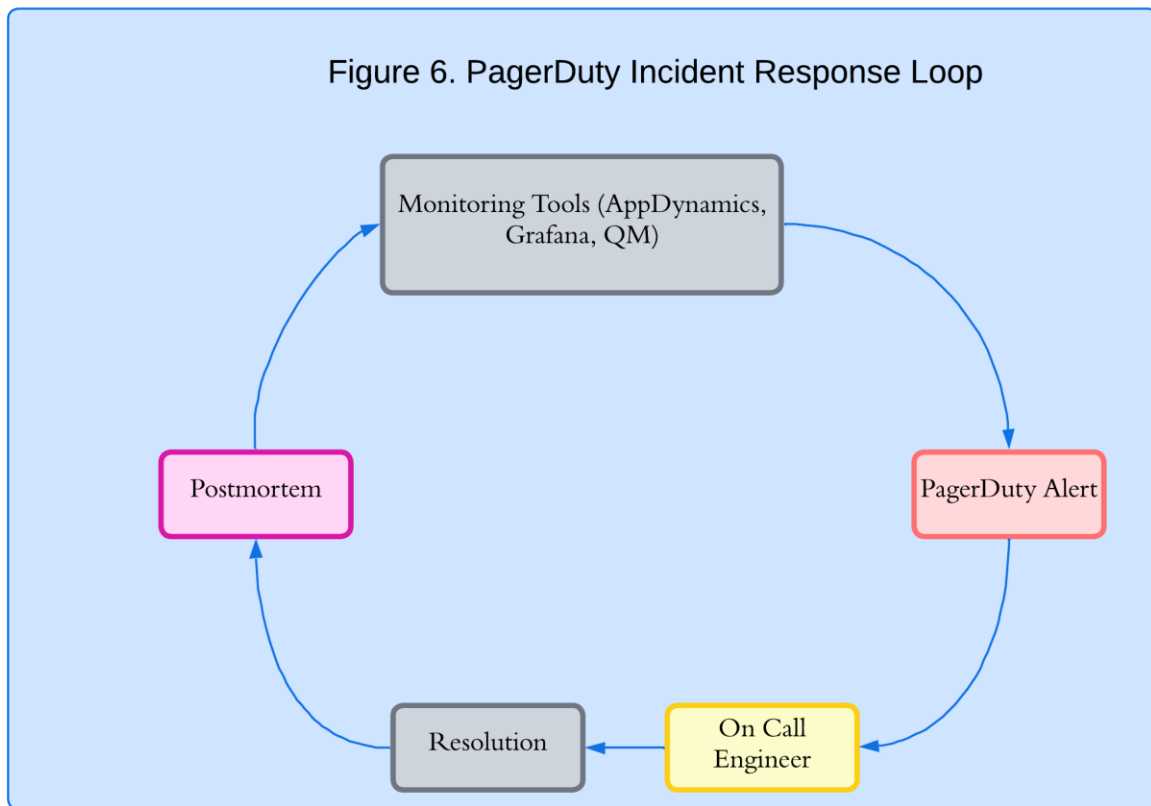 Figure 6. PagerDuty Incident Response Loop
Monitoring Tools (AppDynamics,
Grafana, QM)
Postmortem
PagerDuty Alert
Resolution
On Call
Engineer